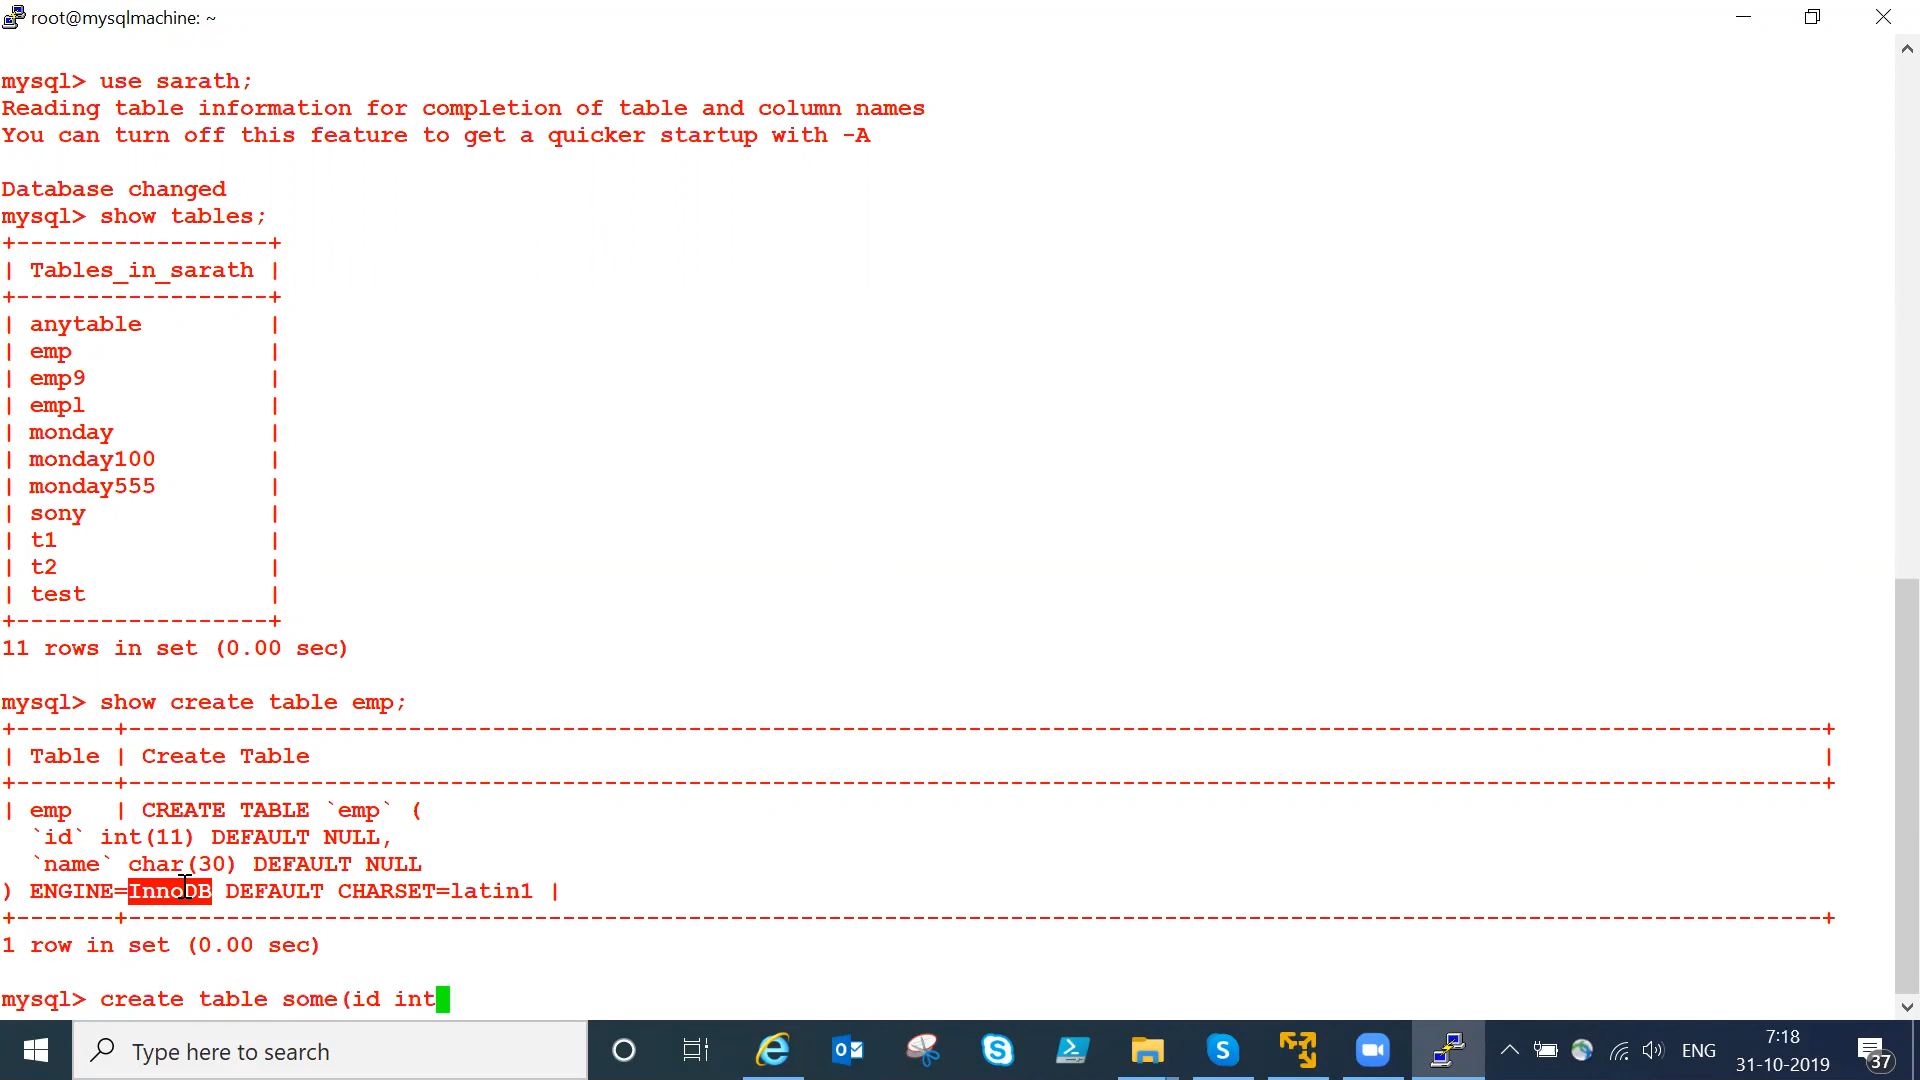 root@mysqlmachine: ~
mysql> use sarath;
Reading table information for completion of table and column names
You can turn off this feature to get a quicker startup with -A
Database changed
mysql> show tables;
+------------------+
| Tables_in_sarath |
+------------------+
| anytable         |
| emp              |
| emp9             |
| empl             |
| monday           |
| monday100        |
| monday555        |
| sony             |
| t1               |
| t2               |
| test             |
+------------------+
11 rows in set (0.00 sec)
mysql> show create table emp;
+-------+--------------------------------------------------------------------------------------------------------------------------+
| Table | Create Table                                                                                                             |
+-------+--------------------------------------------------------------------------------------------------------------------------+
| emp   | CREATE TABLE `emp` (
  `id` int(11) DEFAULT NULL,
  `name` char(30) DEFAULT NULL
) ENGINE=InnoDB DEFAULT CHARSET=latin1 |
+-------+--------------------------------------------------------------------------------------------------------------------------+
1 row in set (0.00 sec)
mysql> create table some(id int
Type here to search
ENG
7:18
31-10-2019
37